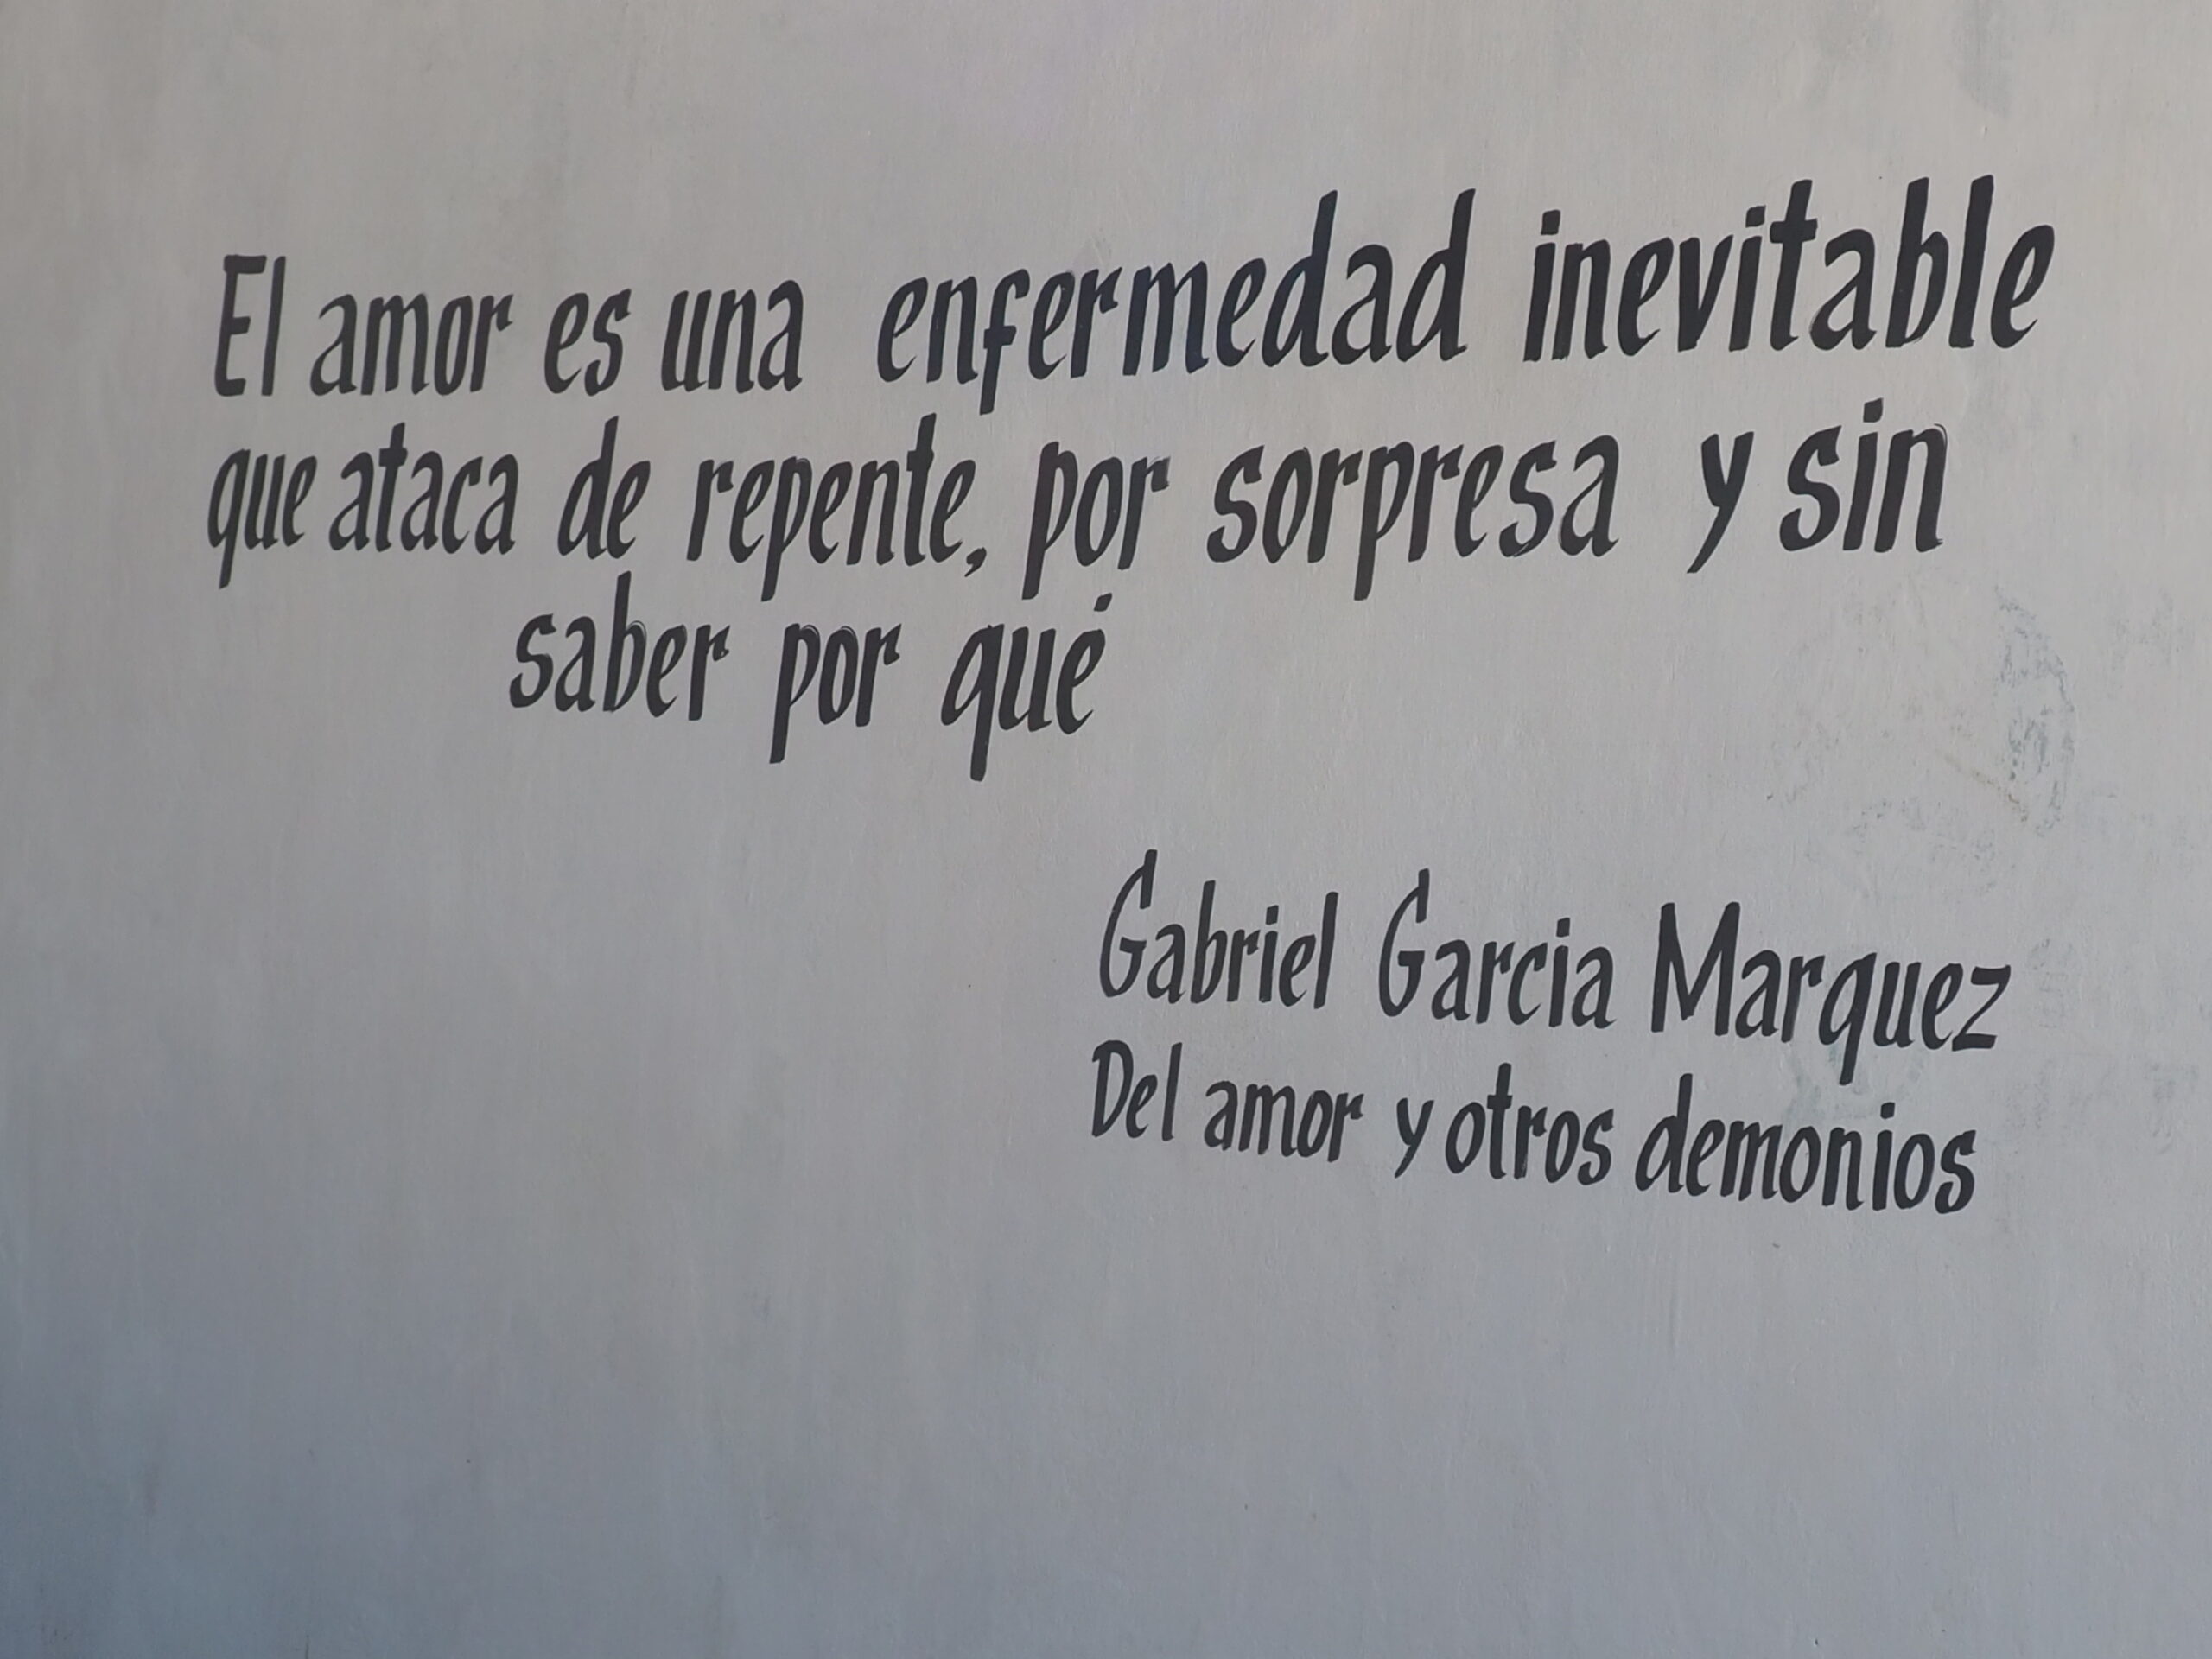 El amor es una enfermedad inevitable
que ataca de repente, por sorpresa y sin
saber por qué
Gabriel Garcia Marquez
Del amor y otros demonios